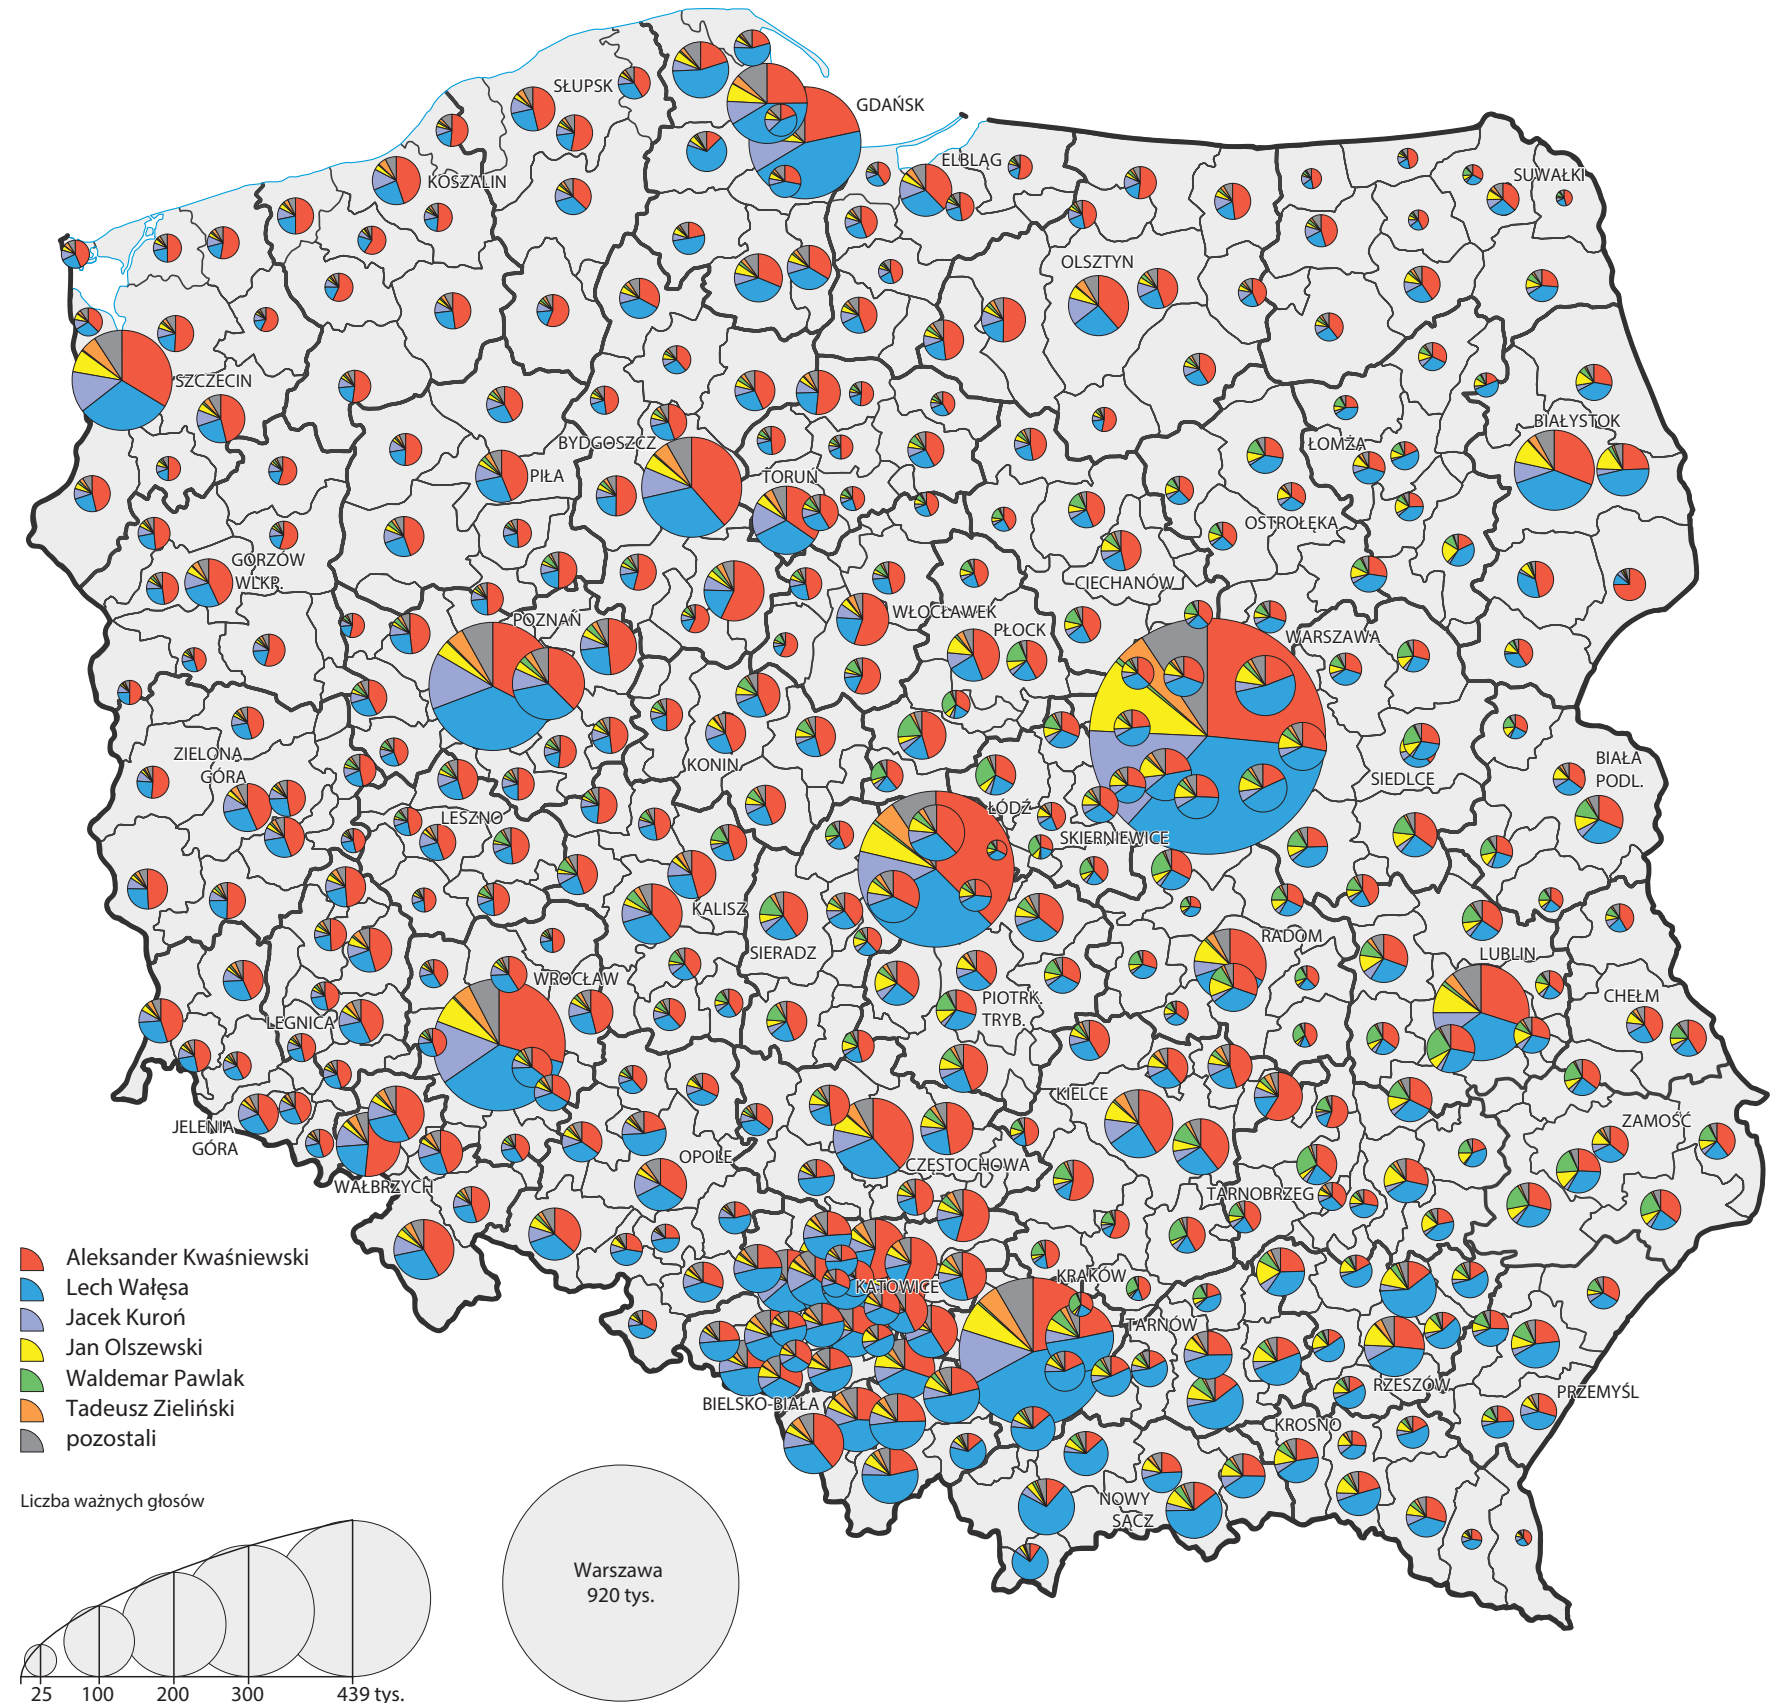 SŁUPSK
GDAŃSK
ELBLĄG
SUWAŁKI
KOSZALIN
OLSZTYN
SZCZECIN
BYDGOSZCZ
PIŁA
TORUŃ
ŁOMŻA
BIAŁYSTOK
OSTROŁĘKA
GORZÓW
WLKP.
CIECHANÓW
POZNAŃ
WŁOCŁAWEK
PŁOCK
WARSZAWA
ZIELONA
GÓRA
KONIN
SIEDLCE
BIAŁA
PODL.
LESZNO
ŁÓDŹ
SKIERNIEWICE
KALISZ
SIERADZ
RADOM
LUBLIN
WROCŁAW
PIOTRK.
TRYB.
CHEŁM
LEGNICA
KIELCE
JELENIA
GÓRA
ZAMOŚĆ
OPOLE
CZĘSTOCHOWA
WAŁBRZYCH
TARNOBRZEG
KATOWICE
KRAKÓW
TARNÓW
RZESZÓW
PRZEMYŚL
BIELSKO-BIAŁA
KROSNO
NOWY
SĄCZ
Aleksander Kwaśniewski
Lech Wałęsa
Jacek Kuroń
Jan Olszewski
Waldemar Pawlak
Tadeusz Zieliński
pozostali
Liczba ważnych głosów
25 100 200 300 439 tys.
Warszawa
920 tys.